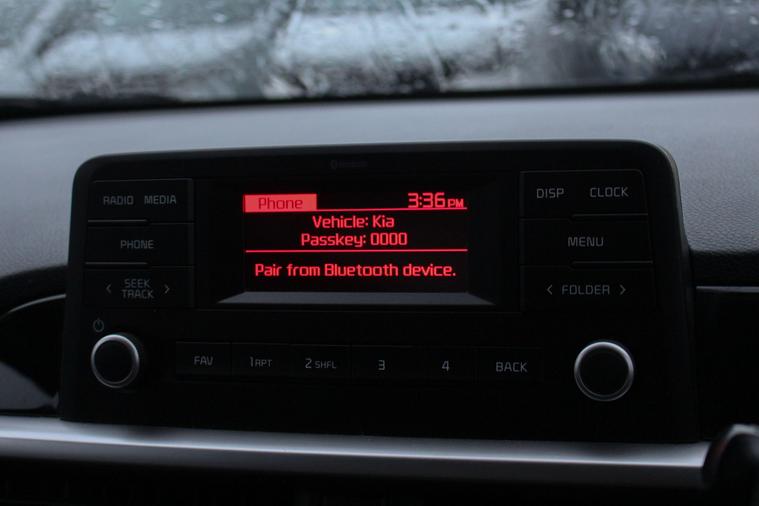 Bluetooth
RADIO MEDIA
PHONE
< SEEK TRACK >
Phone 3:36 PM
Vehicle: Kia
Passkey: 0000
Pair from Bluetooth device.
DISP CLOCK
MENU
< FOLDER >
FAV 1 RPT 2 SHFL 3 4 BACK